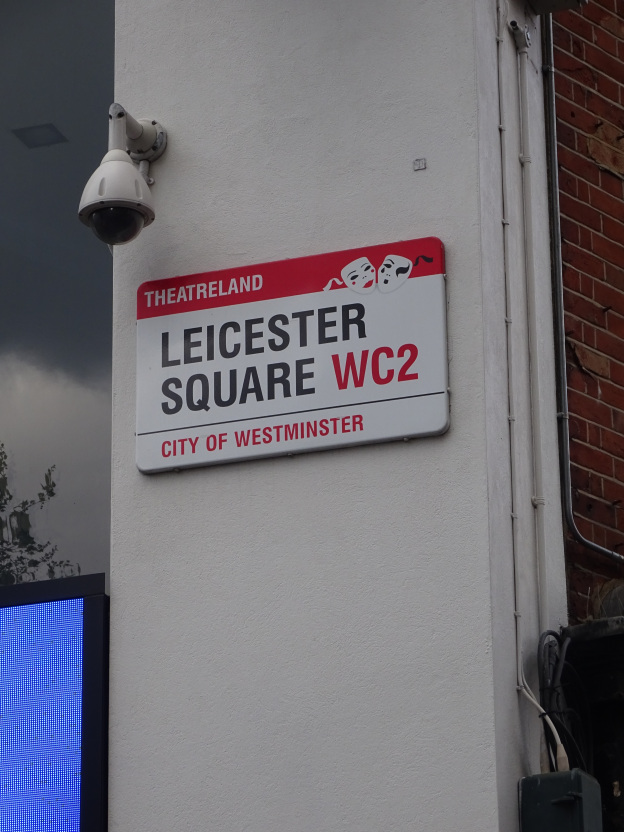 THEATRELAND
LEICESTER
SQUARE WC2
CITY OF WESTMINSTER